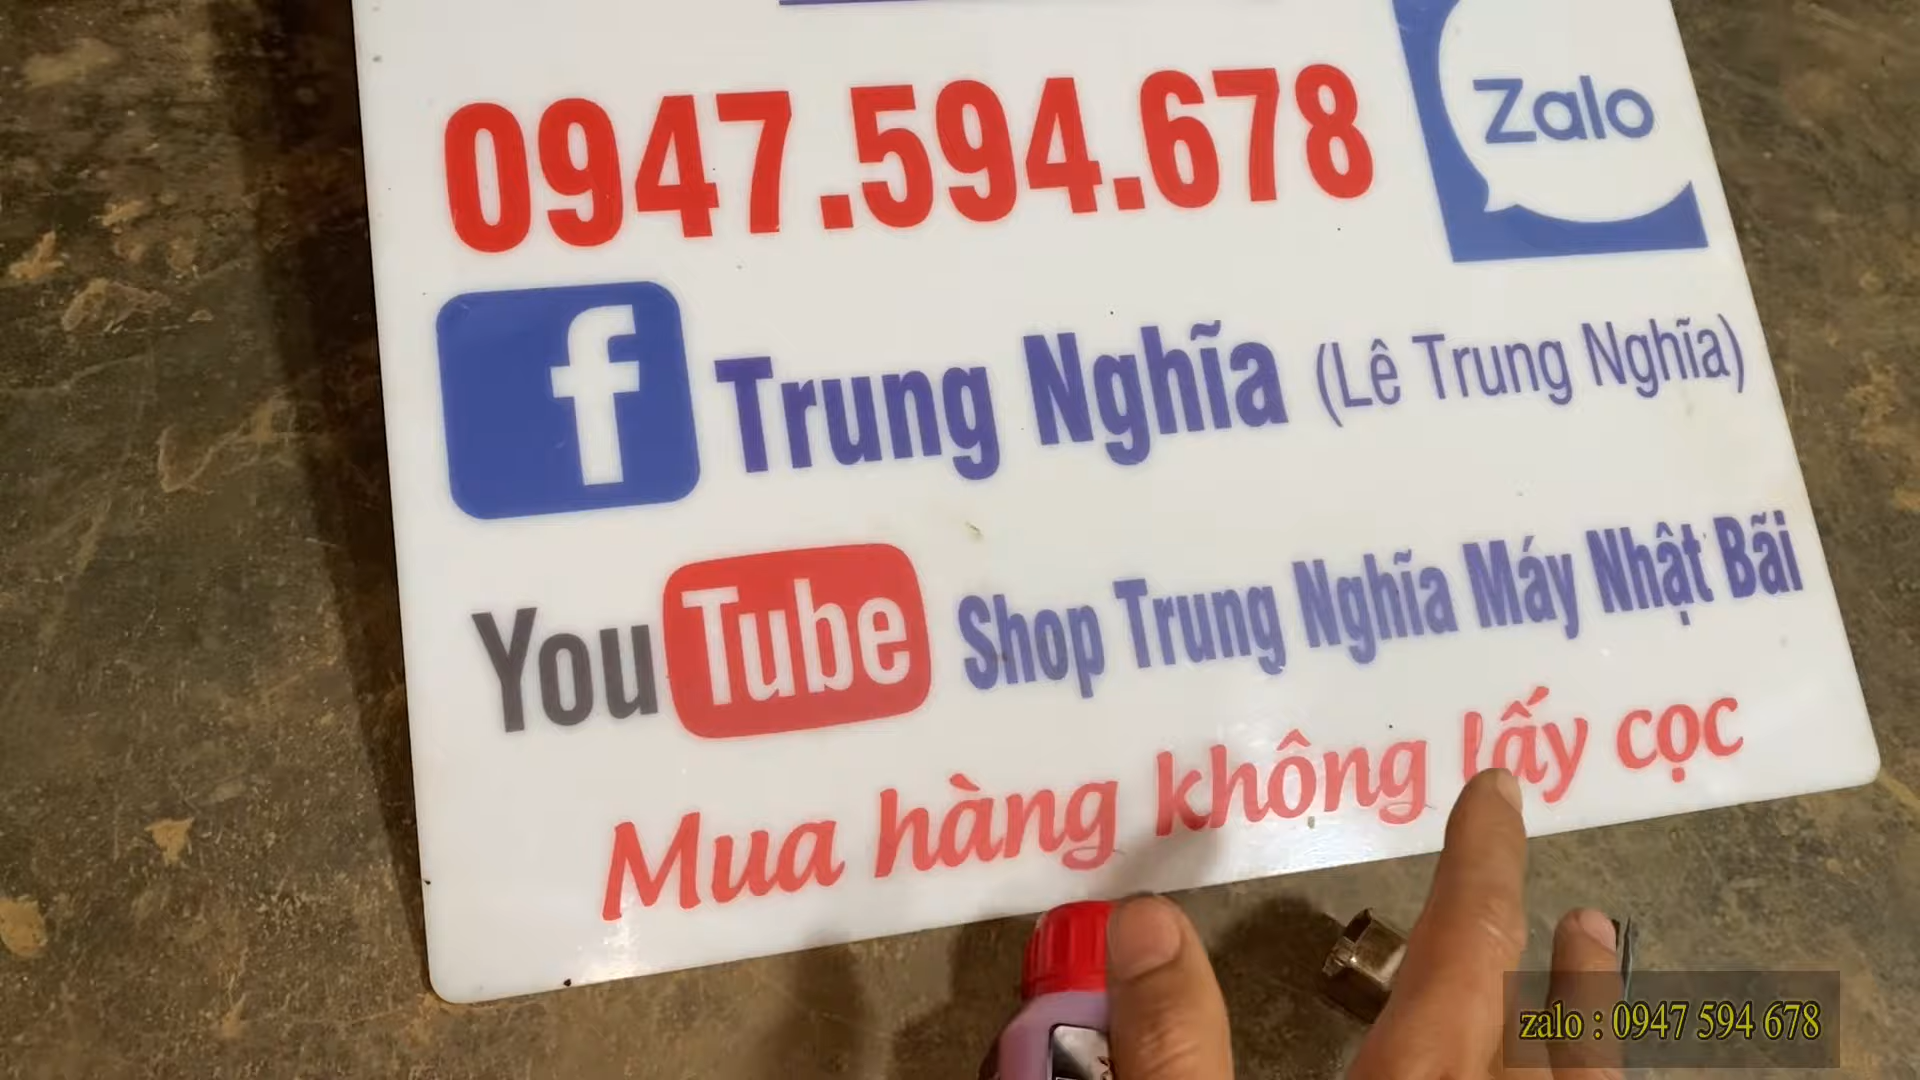 0947.594.678 Zalo
f Trung Nghĩa (Lê Trung Nghĩa)
YouTube Shop Trung Nghĩa Máy Nhật Bãi
Mua hàng không lấy cọc
zalo : 0947 594 678